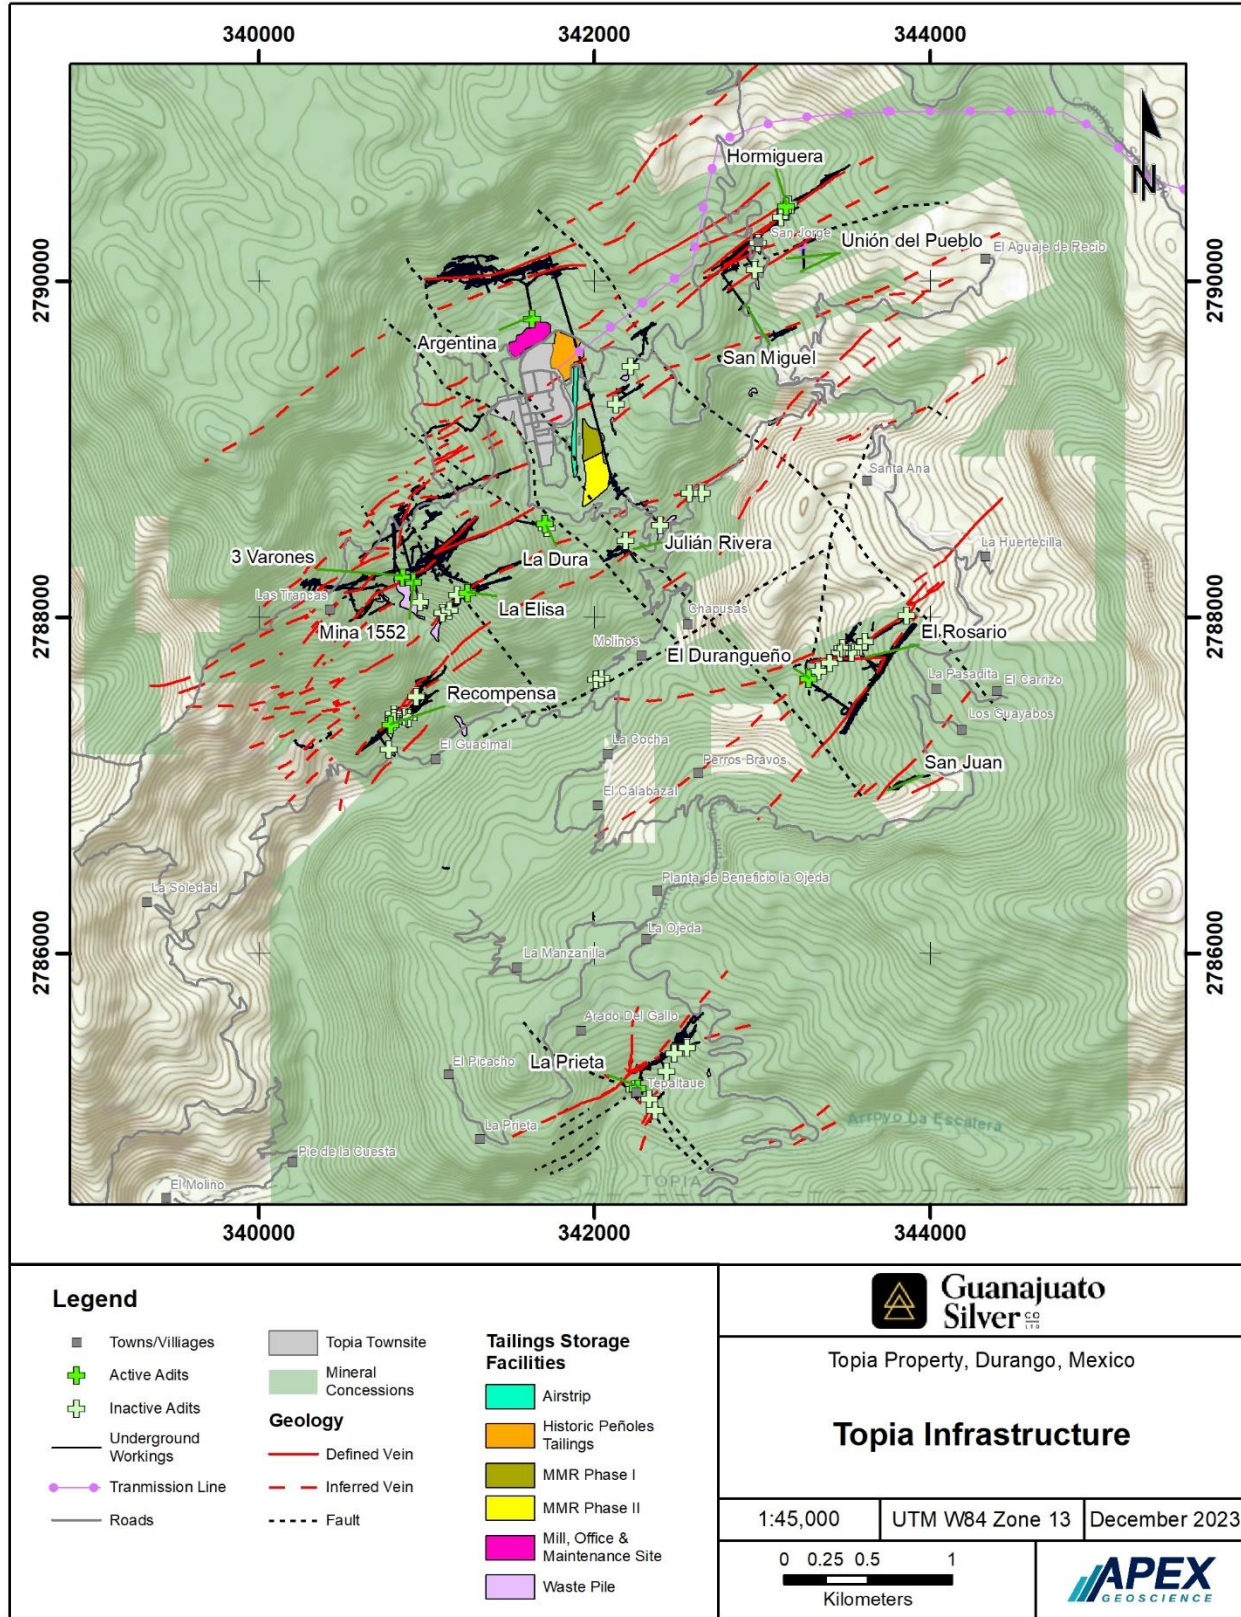 340000
342000
344000
Camino a San
Hormiguera
N
San Jorge
Unión del Pueblo
El Aguaje de Recio
2790000
2790000
Argentina
San Miguel
Santa Ana
La Huertecilla
3 Varones
La Dura
Julián Rivera
Las Trancas
La Elisa
Chapusas
2788000
2788000
Mina 1552
Molinos
El Durangueño
El Rosario
La Pasadita
El Carrizo
Recompensa
Los Guayabos
El Guacimal
La Cocha
Perros Bravos
San Juan
El Calabazal
La Soledad
Planta de Beneficio la Ojeda
La Ojeda
2786000
2786000
La Manzanilla
Arado Del Gallo
El Picacho
La Prieta
Tepaltaue
La Prieta
Arroyo La Escalera
Pie de la Cuesta
TOPIA
El Molino
340000
342000
344000
Legend
Towns/Villiages
Active Adits
Inactive Adits
Underground
Workings
Tranmission Line
Roads
Topia Townsite
Mineral
Concessions
Geology
Defined Vein
Inferred Vein
Fault
Tailings Storage
Facilities
Airstrip
Historic Peñoles
Tailings
MMR Phase I
MMR Phase II
Mill, Office &
Maintenance Site
Waste Pile
Guanajuato
Silver CO
LTD
Topia Property, Durango, Mexico
Topia Infrastructure
1:45,000
UTM W84 Zone 13
December 2023
0 0.25 0.5 1
Kilometers
APEX
GEOSCIENCE